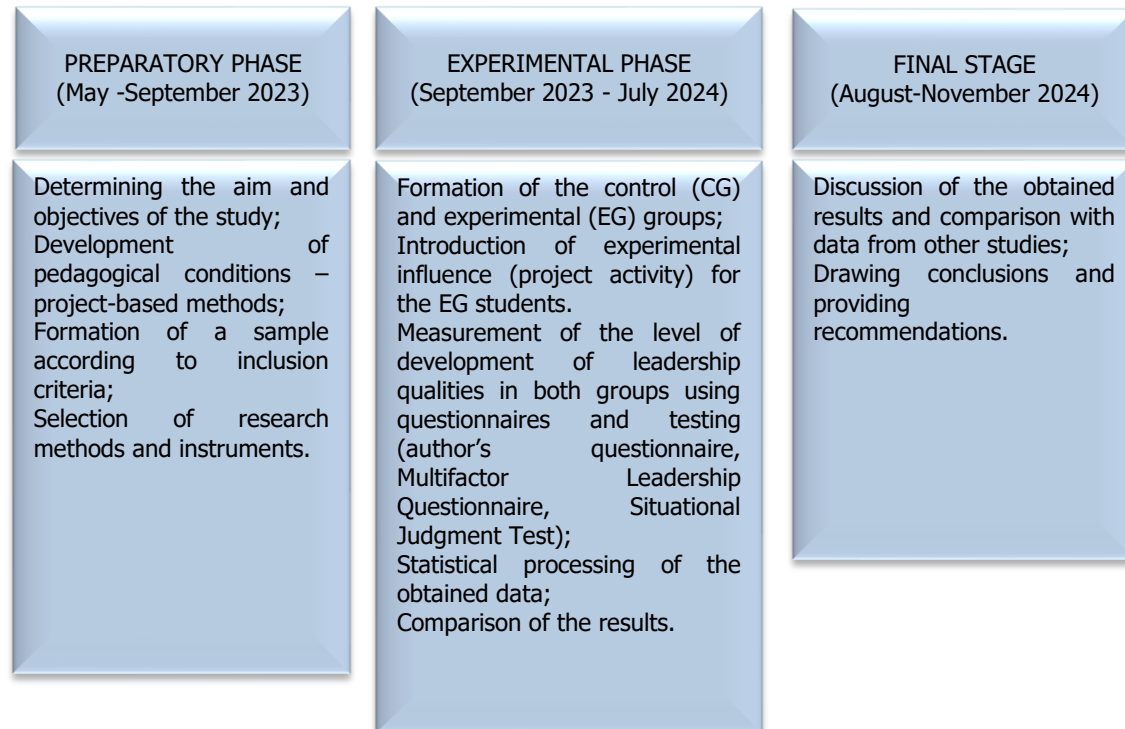 PREPARATORY PHASE
(May -September 2023)
Determining the aim and
objectives of the study;
Development of
pedagogical conditions –
project-based methods;
Formation of a sample
according to inclusion
criteria;
Selection of research
methods and instruments.
EXPERIMENTAL PHASE
(September 2023 - July 2024)
Formation of the control (CG)
and experimental (EG) groups;
Introduction of experimental
influence (project activity) for
the EG students.
Measurement of the level of
development of leadership
qualities in both groups using
questionnaires and testing
(author’s questionnaire,
Multifactor Leadership
Questionnaire, Situational
Judgment Test);
Statistical processing of the
obtained data;
Comparison of the results.
FINAL STAGE
(August-November 2024)
Discussion of the obtained
results and comparison with
data from other studies;
Drawing conclusions and
providing
recommendations.